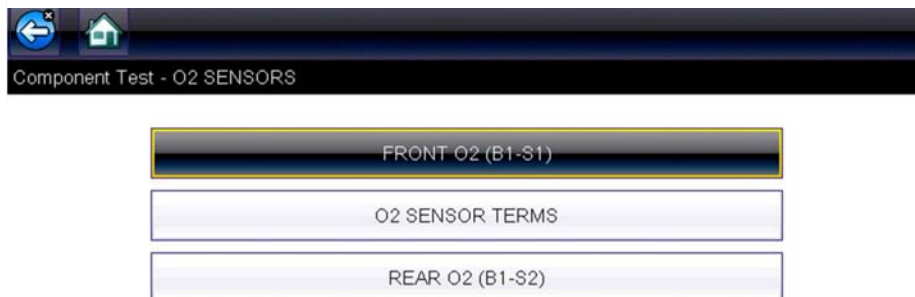 Component Test - O2 SENSORS
FRONT O2 (B1-S1)
O2 SENSOR TERMS
REAR O2 (B1-S2)